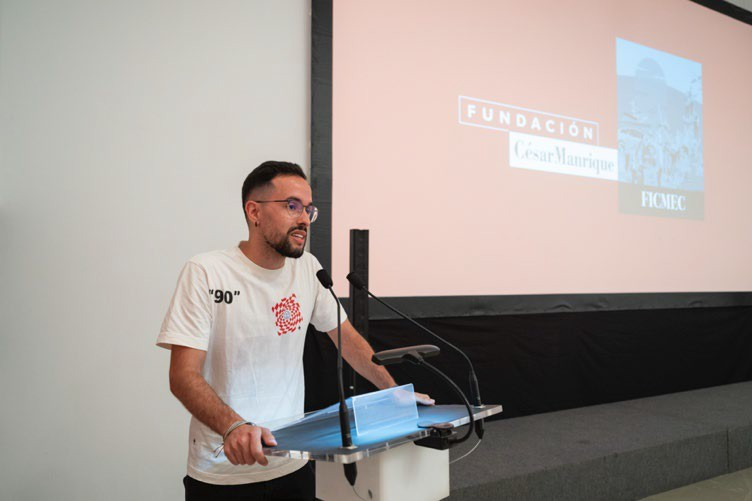 FUNDACIÓN
CésarManrique
FICMEC
"90"